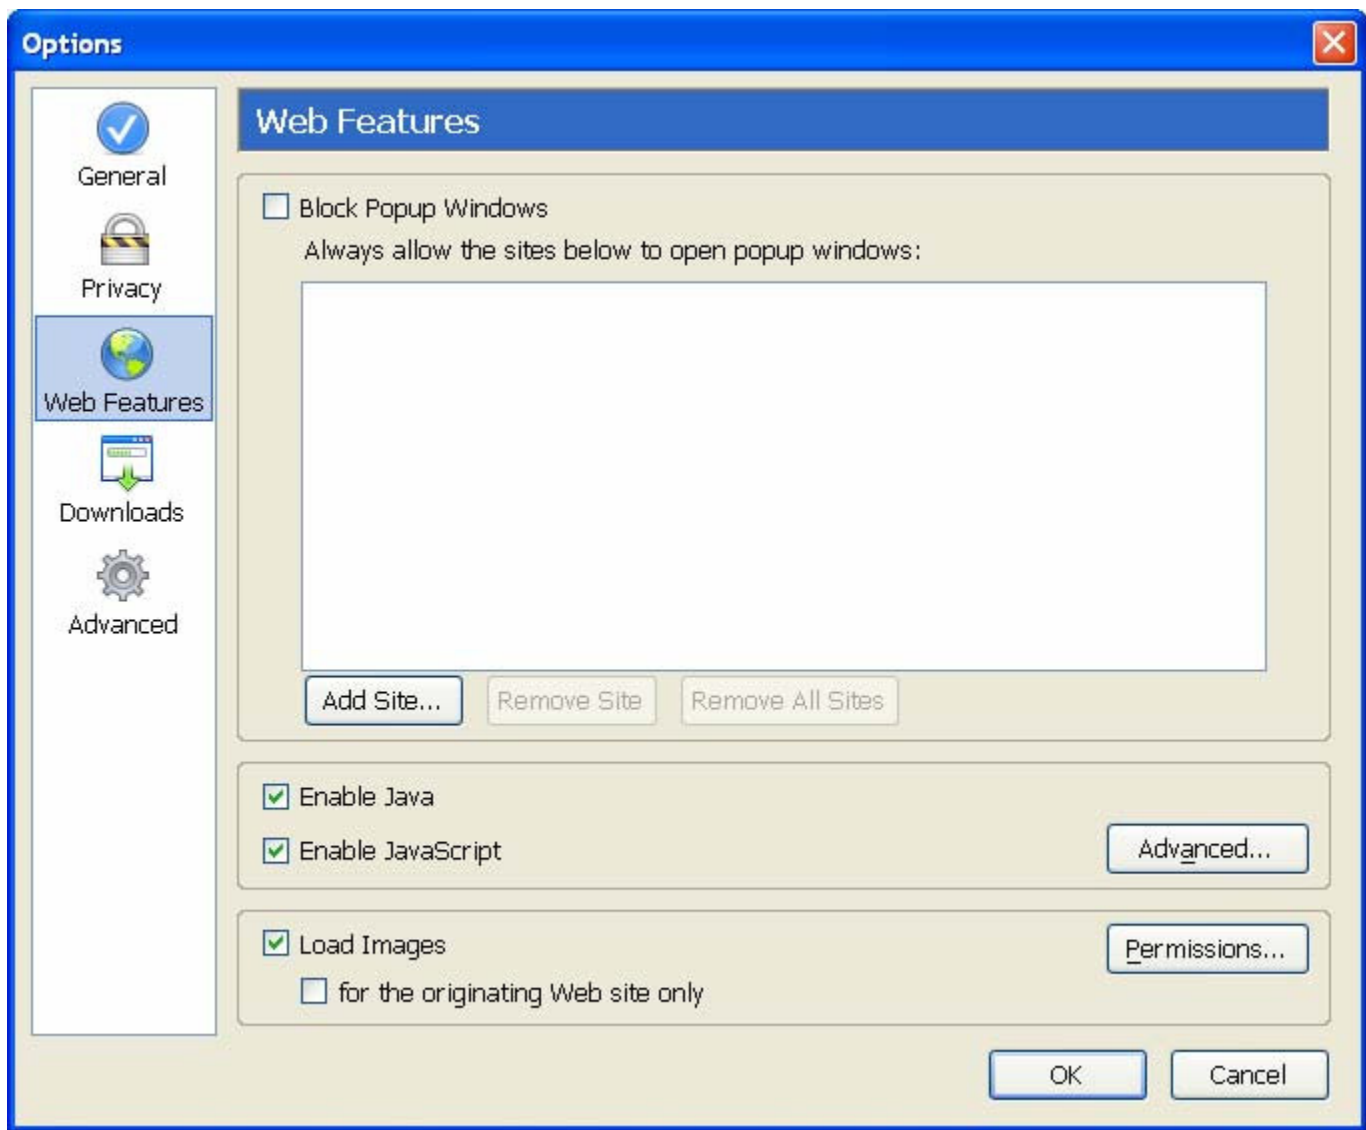 Options
General
Privacy
Web Features
Downloads
Advanced
Web Features
Block Popup Windows
Always allow the sites below to open popup windows:
Add Site... Remove Site Remove All Sites
Enable Java
Enable JavaScript
Advanced...
Load Images
Permissions...
for the originating Web site only
OK Cancel